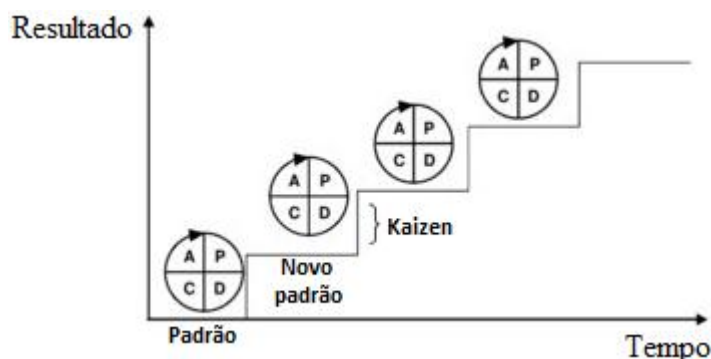 Resultado
A P
C D
A P
C D
A P
C D
Kaizen
A P
C D
Novo
padrão
Padrão
Tempo